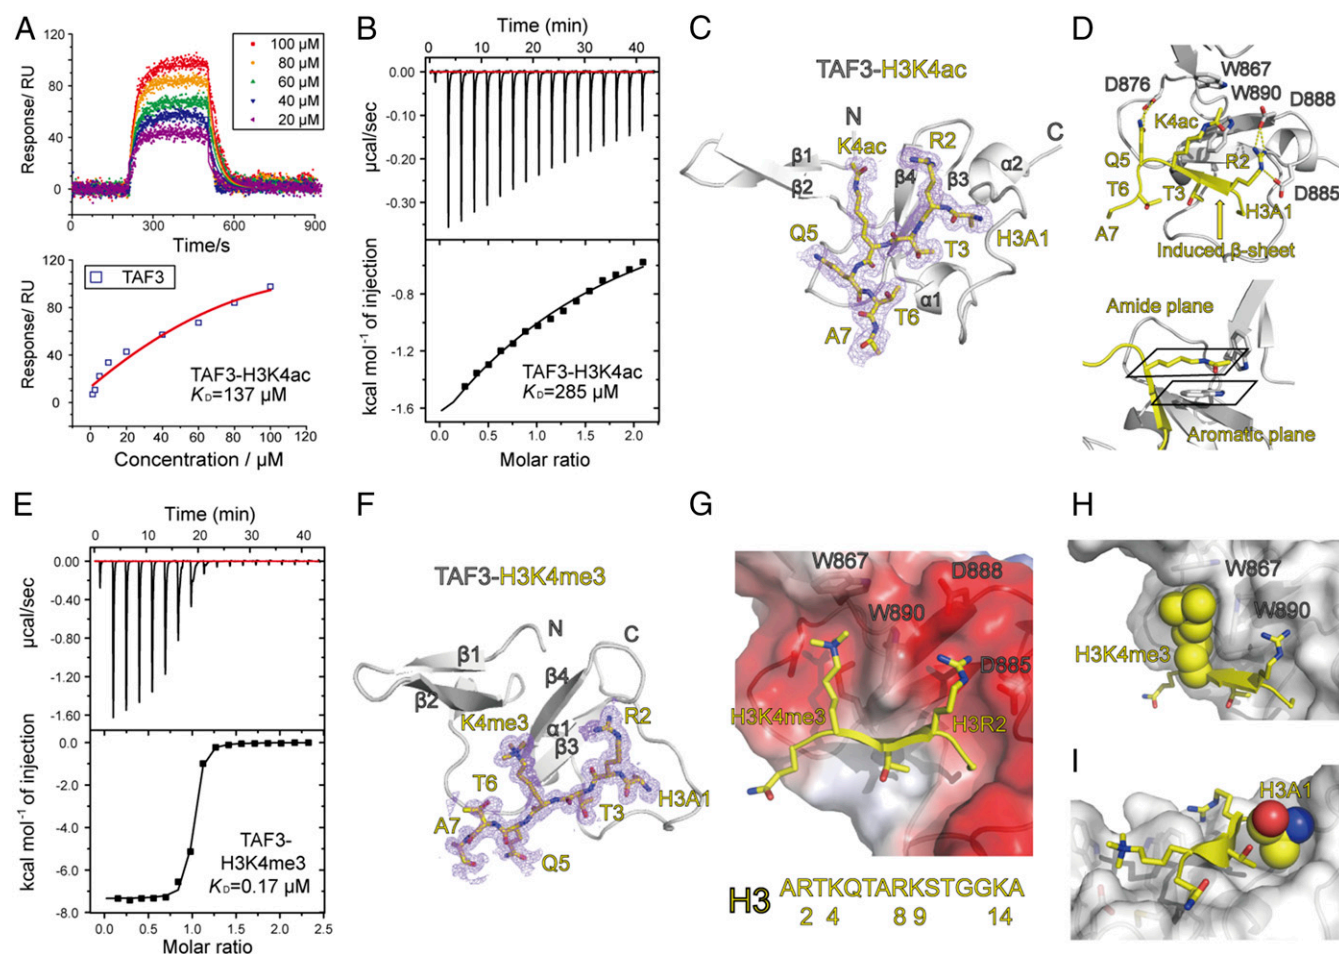 A
Response/ RU
120
80
40
0
100 µM
80 µM
60 µM
40 µM
20 µM
0 300 600 900
Time/s
Response/ RU
120
80
40
0
TAF3
TAF3-H3K4ac
KD=137 µM
0 20 40 60 80 100 120
Concentration / µM
B
Time (min)
0 10 20 30 40
µcal/sec
0.00
-0.10
-0.20
-0.30
kcal mol-1 of injection
-0.8
-1.2
-1.6
TAF3-H3K4ac
KD=285 µM
0.0 0.5 1.0 1.5 2.0
Molar ratio
C
TAF3-H3K4ac
N
K4ac
R2
C
β1
β2
β4
β3
α2
Q5
T3
H3A1
α1
T6
A7
D
W867
D876
W890
D888
K4ac
Q5
R2
T6
T3
D885
H3A1
A7
Induced β-sheet
Amide plane
Aromatic plane
E
Time (min)
0 10 20 30 40
µcal/sec
0.00
-0.40
-0.80
-1.20
-1.60
kcal mol-1 of injection
0.0
-2.0
-4.0
-6.0
-8.0
TAF3-
H3K4me3
KD=0.17 µM
0.0 0.5 1.0 1.5 2.0 2.5
Molar ratio
F
TAF3-H3K4me3
N
C
β1
β4
β2
K4me3
α1
R2
β3
T6
A7
T3
H3A1
Q5
G
W867
D888
W890
D885
H3K4me3
H3R2
H3 ARTKQTARKSTGGKA
2 4 8 9 14
H
W867
W890
H3K4me3
I
H3A1